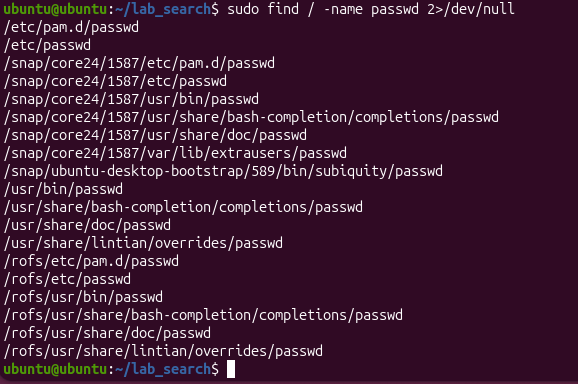 ubuntu@ubuntu:~/lab_search$ sudo find / -name passwd 2>/dev/null
/etc/pam.d/passwd
/etc/passwd
/snap/core24/1587/etc/pam.d/passwd
/snap/core24/1587/etc/passwd
/snap/core24/1587/usr/bin/passwd
/snap/core24/1587/usr/share/bash-completion/completions/passwd
/snap/core24/1587/usr/share/doc/passwd
/snap/core24/1587/var/lib/extrausers/passwd
/snap/ubuntu-desktop-bootstrap/589/bin/subiquity/passwd
/usr/bin/passwd
/usr/share/bash-completion/completions/passwd
/usr/share/doc/passwd
/usr/share/lintian/overrides/passwd
/rofs/etc/pam.d/passwd
/rofs/etc/passwd
/rofs/usr/bin/passwd
/rofs/usr/share/bash-completion/completions/passwd
/rofs/usr/share/doc/passwd
/rofs/usr/share/lintian/overrides/passwd
ubuntu@ubuntu:~/lab_search$